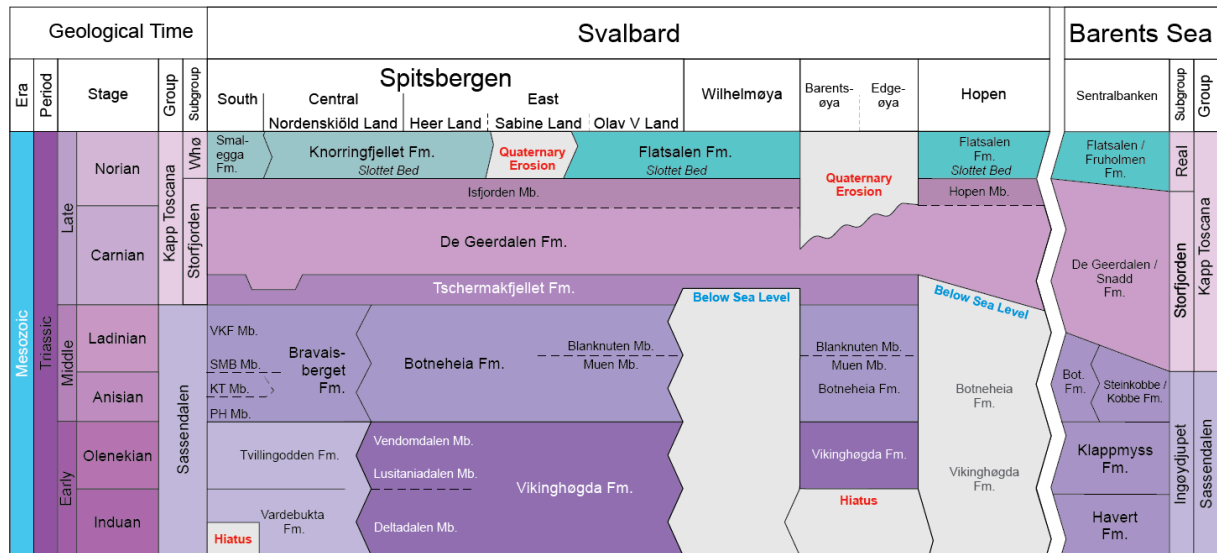 Geological Time
Svalbard
Barents Sea
Era
Period
Stage
Group
Subgroup
Spitsbergen
South
Central
East
Nordenskiöld Land
Heer Land
Sabine Land
Olav V Land
Wilhelmøya
Barents-
øya
Edge-
øya
Hopen
Sentralbanken
Subgroup
Group
Mesozoic
Triassic
Late
Middle
Early
Norian
Carnian
Ladinian
Anisian
Olenekian
Induan
Kapp Toscana
Sassendalen
Whø
Storfjorden
Smal-
egga
Fm.
Knorringfjellet Fm.
Slottet Bed
Quaternary
Erosion
Flatsalen Fm.
Slottet Bed
Quaternary
Erosion
Flatsalen
Fm.
Slottet Bed
Flatsalen /
Fruholmen
Fm.
Real
Isfjorden Mb.
Hopen Mb.
De Geerdalen Fm.
De Geerdalen /
Snadd
Fm.
Storfjorden
Kapp Toscana
Tschermakfjellet Fm.
Below Sea Level
Below Sea Level
VKF Mb.
SMB Mb.
KT Mb.
PH Mb.
Bravais-
berget
Fm.
Botneheia Fm.
Blanknuten Mb.
Muen Mb.
Blanknuten Mb.
Muen Mb.
Botneheia Fm.
Botneheia
Fm.
Bot.
Fm.
Steinkobbe /
Kobbe Fm.
Tvillingodden Fm.
Vendomdalen Mb.
Lusitaniadalen Mb.
Vikinghøgda Fm.
Vikinghøgda Fm.
Vikinghøgda
Fm.
Klappmyss
Fm.
Ingøydjupet
Sassendalen
Vardebukta
Fm.
Hiatus
Deltadalen Mb.
Hiatus
Havert
Fm.